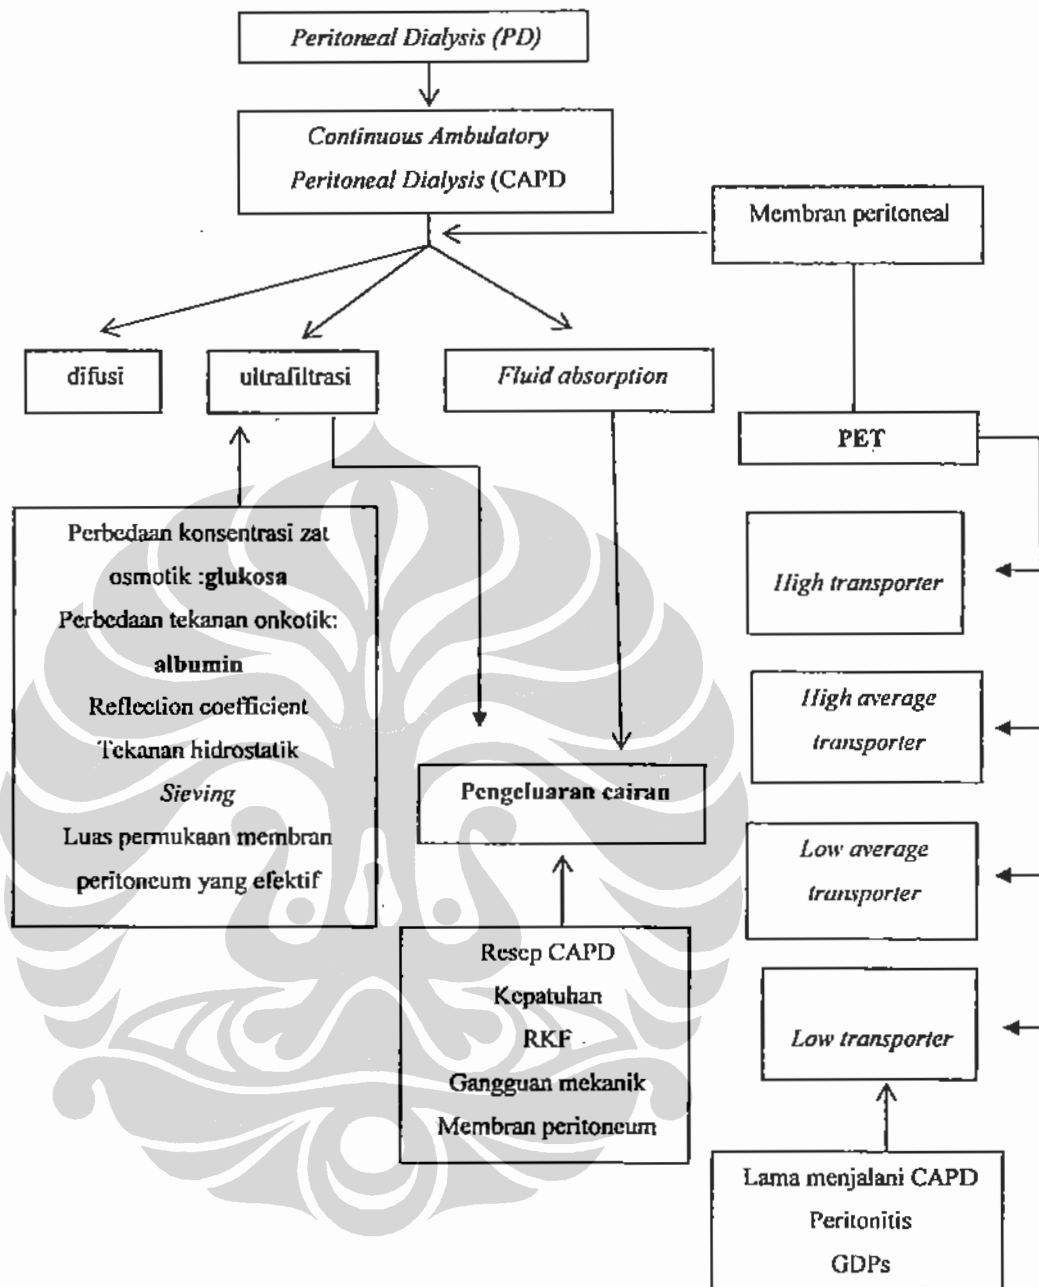 Peritoneal Dialysis (PD)
Continuous Ambulatory
Peritoneal Dialysis (CAPD
Membran peritoneal
difusi
ultrafiltrasi
Fluid absorption
PET
Perbedaan konsentrasi zat
osmotik :glukosa
Perbedaan tekanan onkotik:
albumin
Reflection coefficient
Tekanan hidrostatik
Sieving
Luas permukaan membran
peritoneum yang efektif
High transporter
High average
transporter
Pengeluaran cairan
Low average
transporter
Resep CAPD
Kepatuhan
RKF
Gangguan mekanik
Membran peritoneum
Low transporter
Lama menjalani CAPD
Peritonitis
GDPs